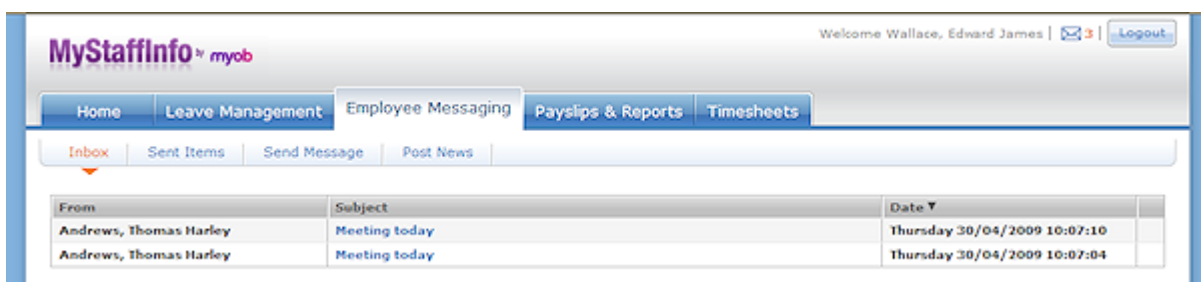 Welcome Wallace, Edward James | 3 | Logout
MyStaffInfo by myob
Home Leave Management Employee Messaging Payslips & Reports Timesheets
Inbox Sent Items Send Message Post News
From Subject Date ▼
Andrews, Thomas Harley Meeting today Thursday 30/04/2009 10:07:10
Andrews, Thomas Harley Meeting today Thursday 30/04/2009 10:07:04